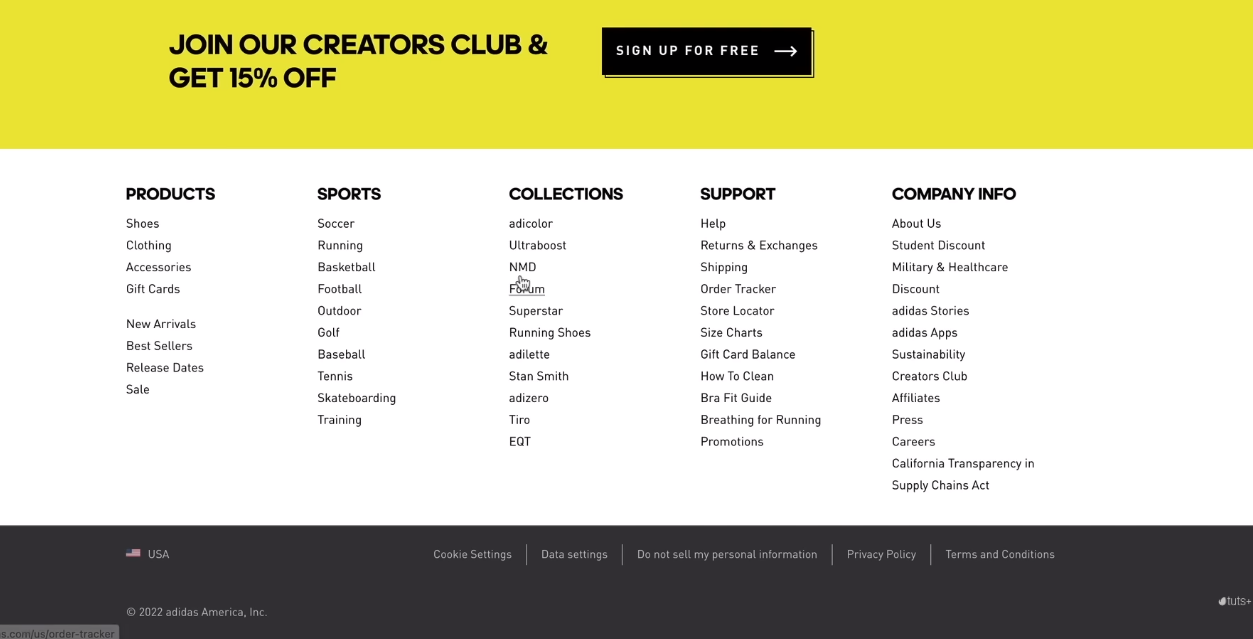 JOIN OUR CREATORS CLUB &
GET 15% OFF
SIGN UP FOR FREE
PRODUCTS
Shoes
Clothing
Accessories
Gift Cards
New Arrivals
Best Sellers
Release Dates
Sale
SPORTS
Soccer
Running
Basketball
Football
Outdoor
Golf
Baseball
Tennis
Skateboarding
Training
COLLECTIONS
adicolor
Ultraboost
NMD
Forum
Superstar
Running Shoes
adilette
Stan Smith
adizero
Tiro
EQT
SUPPORT
Help
Returns & Exchanges
Shipping
Order Tracker
Store Locator
Size Charts
Gift Card Balance
How To Clean
Bra Fit Guide
Breathing for Running
Promotions
COMPANY INFO
About Us
Student Discount
Military & Healthcare
Discount
adidas Stories
adidas Apps
Sustainability
Creators Club
Affiliates
Press
Careers
California Transparency in
Supply Chains Act
USA
Cookie Settings
Data settings
Do not sell my personal information
Privacy Policy
Terms and Conditions
© 2022 adidas America, Inc.
tuts+
s.com/us/order-tracker